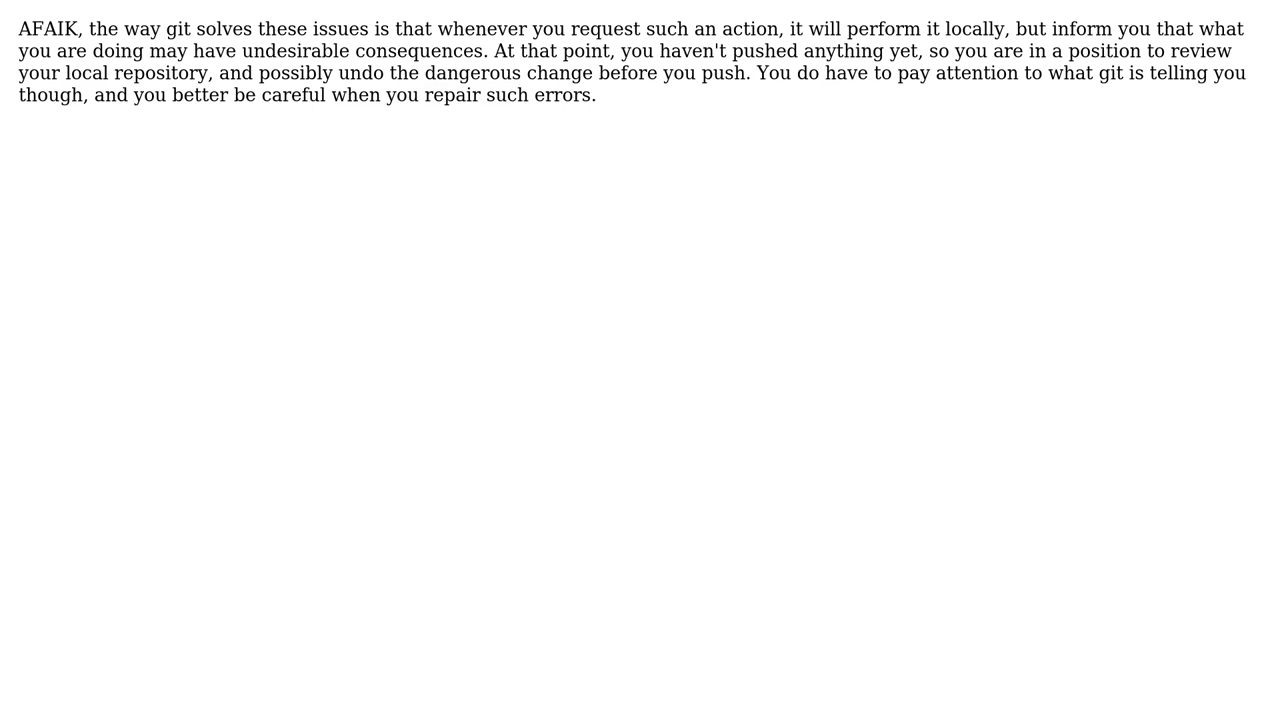 AFAIK, the way git solves these issues is that whenever you request such an action, it will perform it locally, but inform you that what
you are doing may have undesirable consequences. At that point, you haven't pushed anything yet, so you are in a position to review
your local repository, and possibly undo the dangerous change before you push. You do have to pay attention to what git is telling you
though, and you better be careful when you repair such errors.